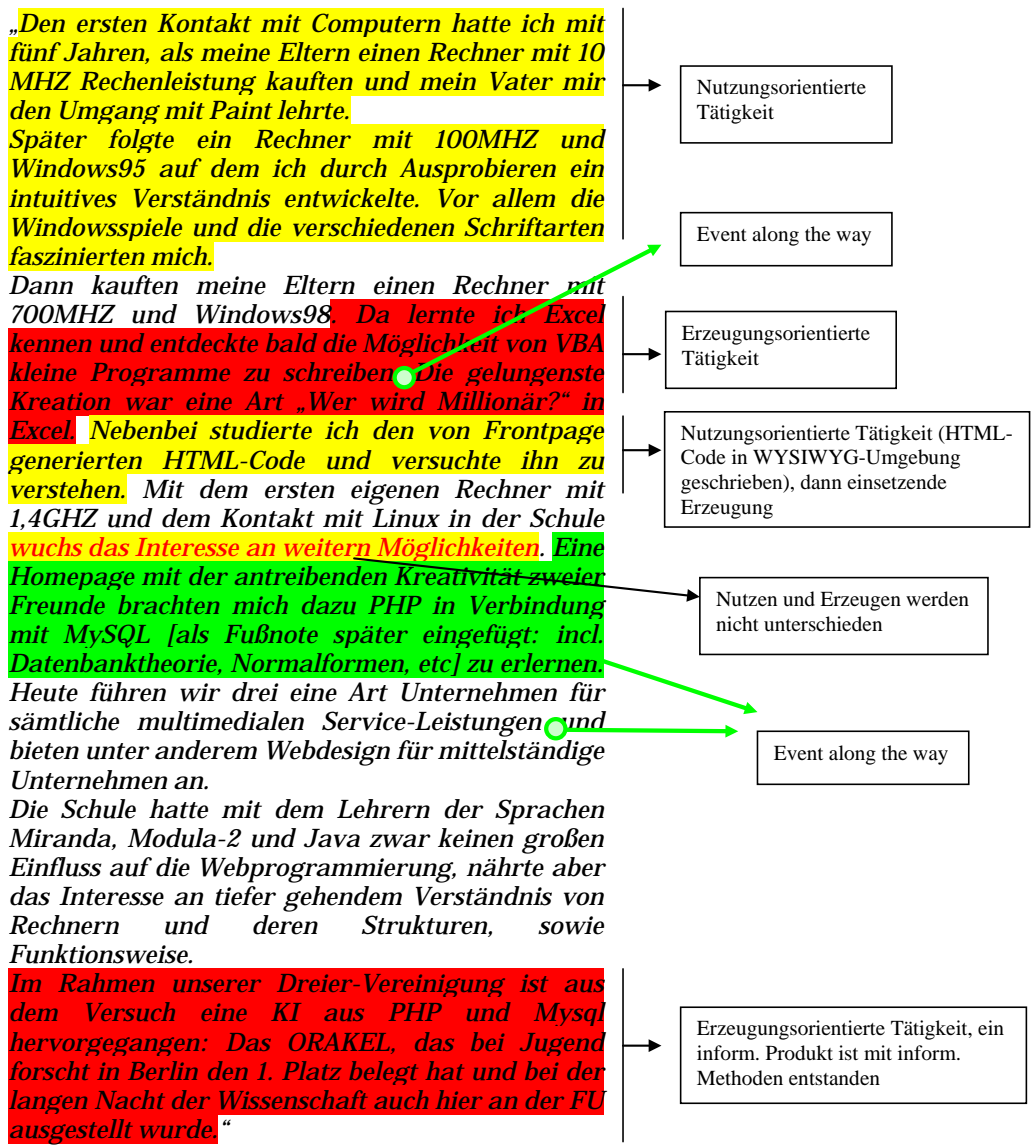 „Den ersten Kontakt mit Computern hatte ich mit
fünf Jahren, als meine Eltern einen Rechner mit 10
MHZ Rechenleistung kauften und mein Vater mir
den Umgang mit Paint lehrte.
Später folgte ein Rechner mit 100MHZ und
Windows95 auf dem ich durch Ausprobieren ein
intuitives Verständnis entwickelte. Vor allem die
Windowsspiele und die verschiedenen Schriftarten
faszinierten mich.
Dann kauften meine Eltern einen Rechner mit
700MHZ und Windows98. Da lernte ich Excel
kennen und entdeckte bald die Möglichkeit von VBA
kleine Programme zu schreiben. Die gelungenste
Kreation war eine Art „Wer wird Millionär?“ in
Excel. Nebenbei studierte ich den von Frontpage
generierten HTML-Code und versuchte ihn zu
verstehen. Mit dem ersten eigenen Rechner mit
1,4GHZ und dem Kontakt mit Linux in der Schule
wuchs das Interesse an weitern Möglichkeiten. Eine
Homepage mit der antreibenden Kreativität zweier
Freunde brachten mich dazu PHP in Verbindung
mit MySQL [als Fußnote später eingefügt: incl.
Datenbanktheorie, Normalformen, etc] zu erlernen.
Heute führen wir drei eine Art Unternehmen für
sämtliche multimedialen Service-Leistungen und
bieten unter anderem Webdesign für mittelständige
Unternehmen an.
Die Schule hatte mit dem Lehrern der Sprachen
Miranda, Modula-2 und Java zwar keinen großen
Einfluss auf die Webprogrammierung, nährte aber
das Interesse an tiefer gehendem Verständnis von
Rechnern und deren Strukturen, sowie
Funktionsweise.
Im Rahmen unserer Dreier-Vereinigung ist aus
dem Versuch eine KI aus PHP und Mysql
hervorgegangen: Das ORAKEL, das bei Jugend
forscht in Berlin den 1. Platz belegt hat und bei der
langen Nacht der Wissenschaft auch hier an der FU
ausgestellt wurde.“
Nutzungsorientierte
Tätigkeit
Event along the way
Erzeugungsorientierte
Tätigkeit
Nutzungsorientierte Tätigkeit (HTML-
Code in WYSIWYG-Umgebung
geschrieben), dann einsetzende
Erzeugung
Nutzen und Erzeugen werden
nicht unterschieden
Event along the way
Erzeugungsorientierte Tätigkeit, ein
inform. Produkt ist mit inform.
Methoden entstanden